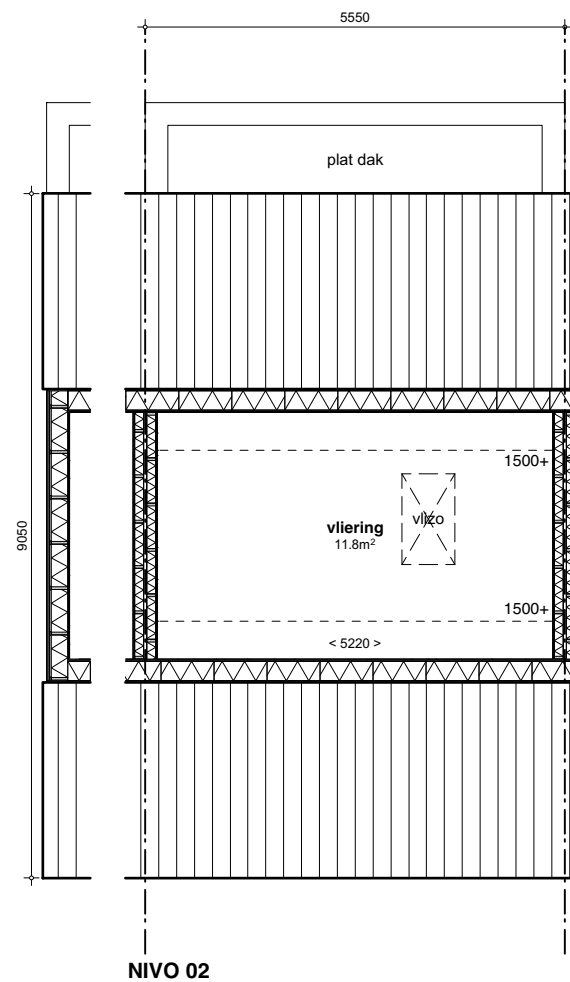 5550
plat dak
9050
1500+
vliering
11.8m²
vlizo
1500+
< 5220 >
NIVO 02